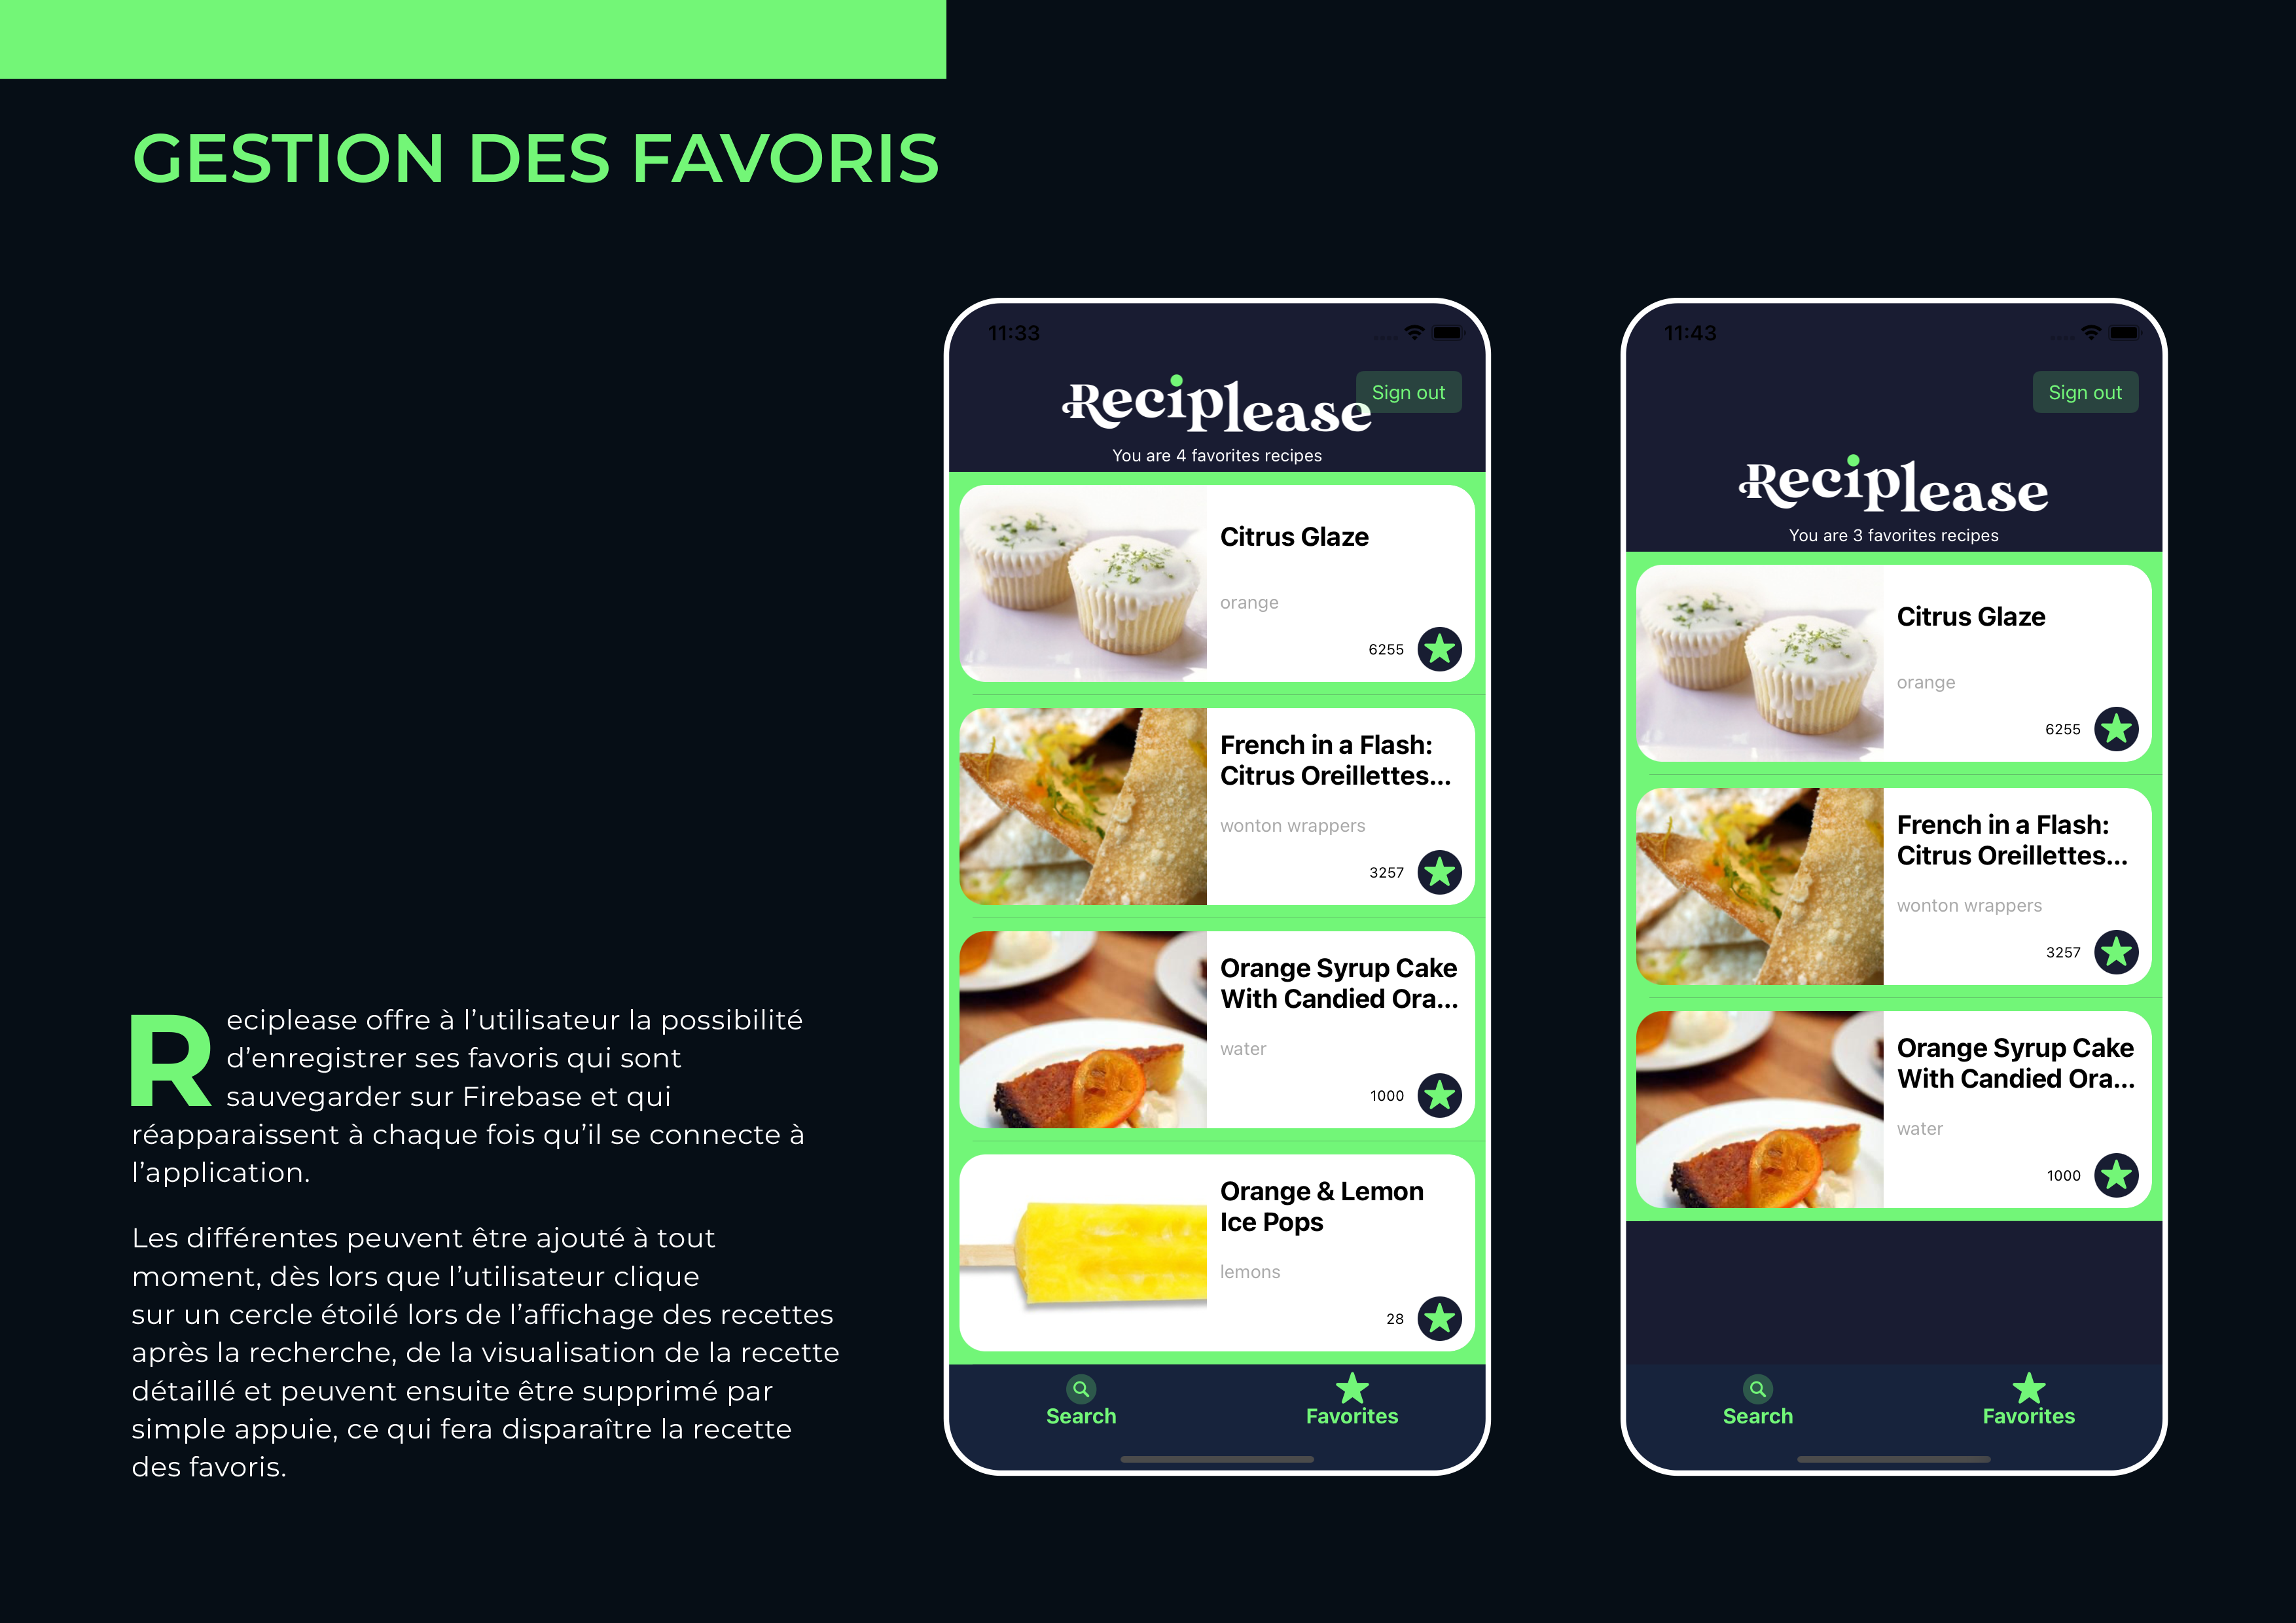 GESTION DES FAVORIS
Reciplease offre à l’utilisateur la possibilité
d’enregistrer ses favoris qui sont
sauvegarder sur Firebase et qui
réapparaissent à chaque fois qu’il se connecte à
l’application.
Les différentes peuvent être ajouté à tout
moment, dès lors que l’utilisateur clique
sur un cercle étoilé lors de l’affichage des recettes
après la recherche, de la visualisation de la recette
détaillé et peuvent ensuite être supprimé par
simple appuie, ce qui fera disparaître la recette
des favoris.
11:33
Sign out
Reciplease
You are 4 favorites recipes
Citrus Glaze
orange
6255
French in a Flash:
Citrus Oreillettes...
wonton wrappers
3257
Orange Syrup Cake
With Candied Ora...
water
1000
Orange & Lemon
Ice Pops
lemons
28
Search
Favorites
11:43
Sign out
Reciplease
You are 3 favorites recipes
Citrus Glaze
orange
6255
French in a Flash:
Citrus Oreillettes...
wonton wrappers
3257
Orange Syrup Cake
With Candied Ora...
water
1000
Search
Favorites